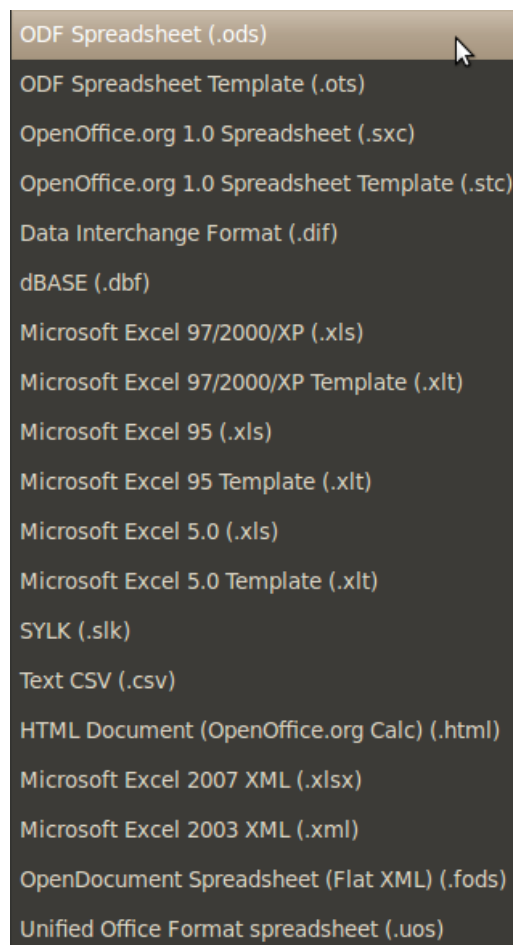 ODF Spreadsheet (.ods)
ODF Spreadsheet Template (.ots)
OpenOffice.org 1.0 Spreadsheet (.sxc)
OpenOffice.org 1.0 Spreadsheet Template (.stc)
Data Interchange Format (.dif)
dBASE (.dbf)
Microsoft Excel 97/2000/XP (.xls)
Microsoft Excel 97/2000/XP Template (.xlt)
Microsoft Excel 95 (.xls)
Microsoft Excel 95 Template (.xlt)
Microsoft Excel 5.0 (.xls)
Microsoft Excel 5.0 Template (.xlt)
SYLK (.slk)
Text CSV (.csv)
HTML Document (OpenOffice.org Calc) (.html)
Microsoft Excel 2007 XML (.xlsx)
Microsoft Excel 2003 XML (.xml)
OpenDocument Spreadsheet (Flat XML) (.fods)
Unified Office Format spreadsheet (.uos)